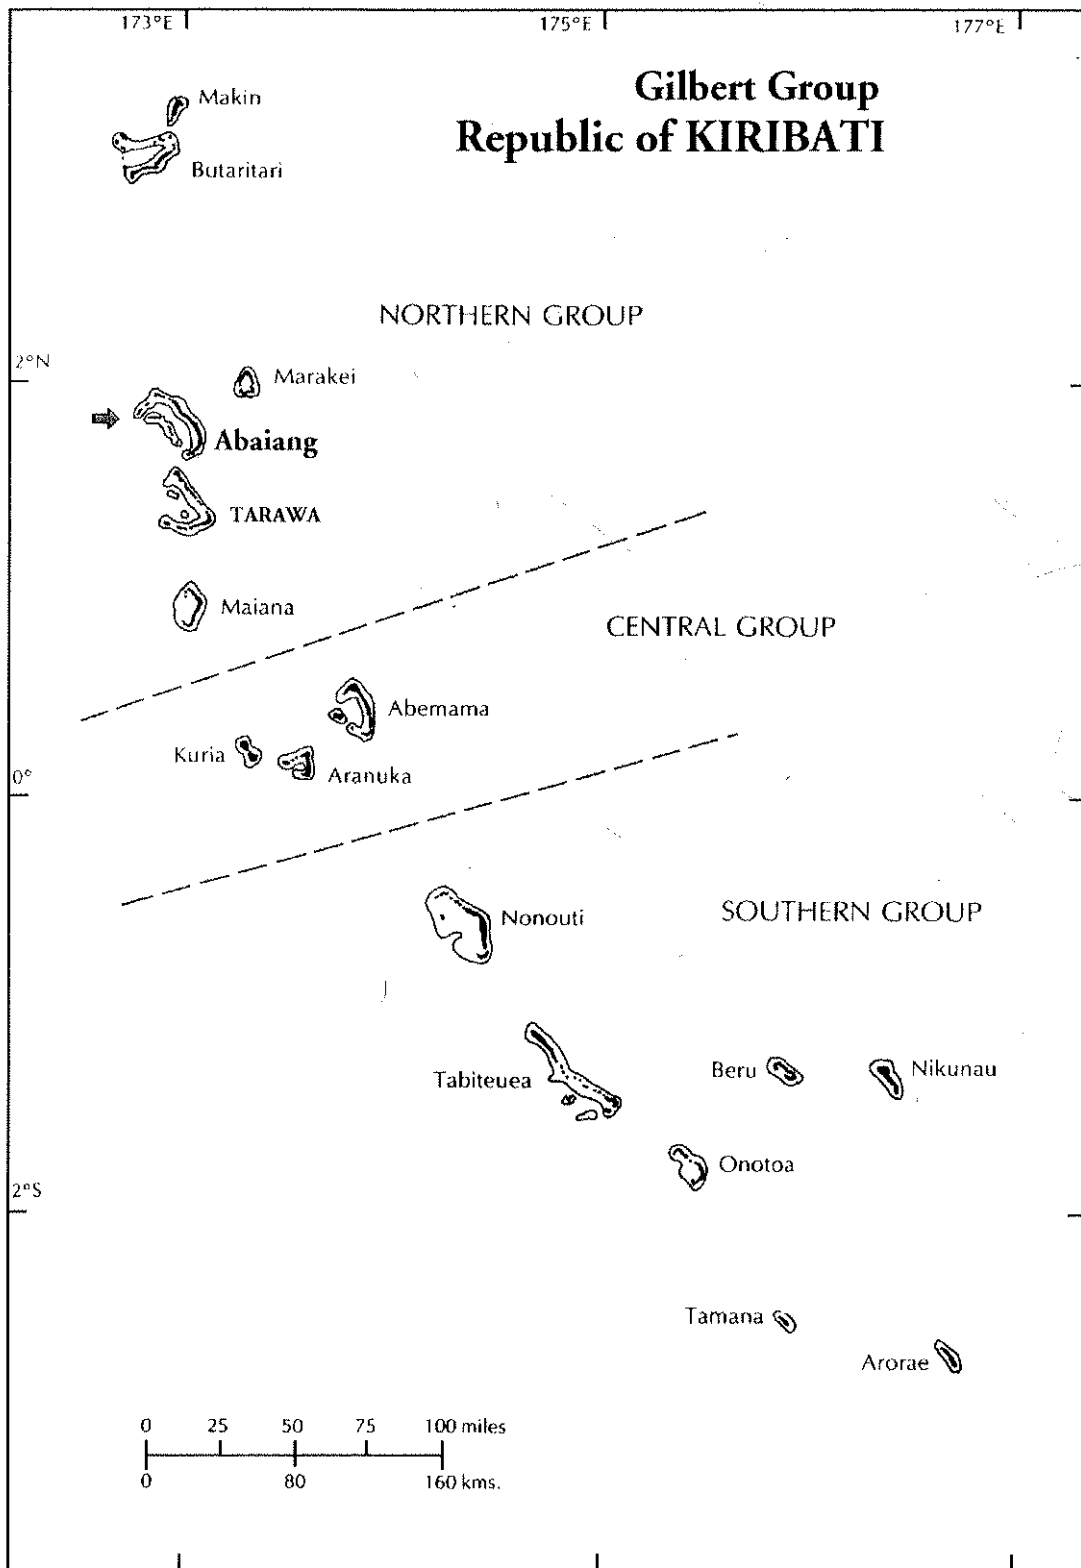 173°E
175°E
177°E
Gilbert Group
Republic of KIRIBATI
Makin
Butaritari
NORTHERN GROUP
2°N
Marakei
Abaiang
TARAWA
Maiana
CENTRAL GROUP
Abemama
Kuria
Aranuka
0°
SOUTHERN GROUP
Nonouti
Tabiteuea
Beru
Nikunau
Onotoa
2°S
Tamana
Arorae
0 25 50 75 100 miles
0 80 160 kms.